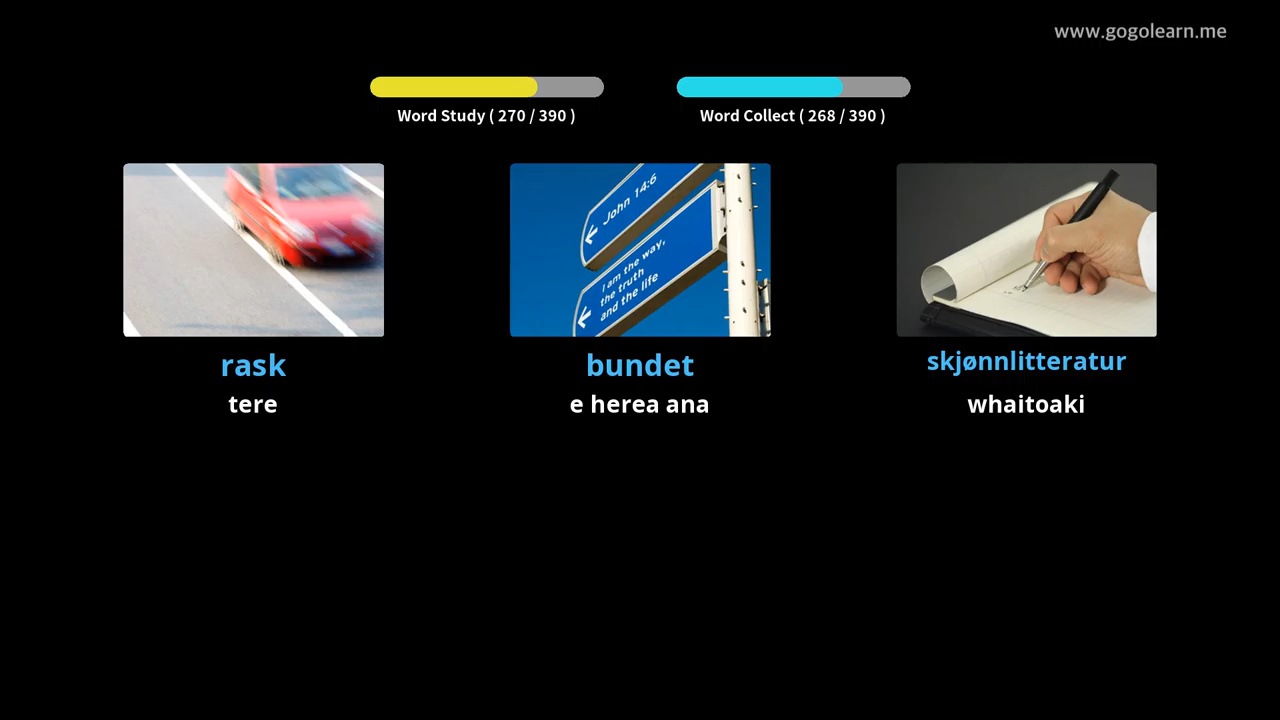 www.gogolearn.me
Word Study ( 270 / 390 )
Word Collect ( 268 / 390 )
John 14:6
I am the way,
the truth
and the life
rask
bundet
skjønnlitteratur
tere
e herea ana
whaitoaki